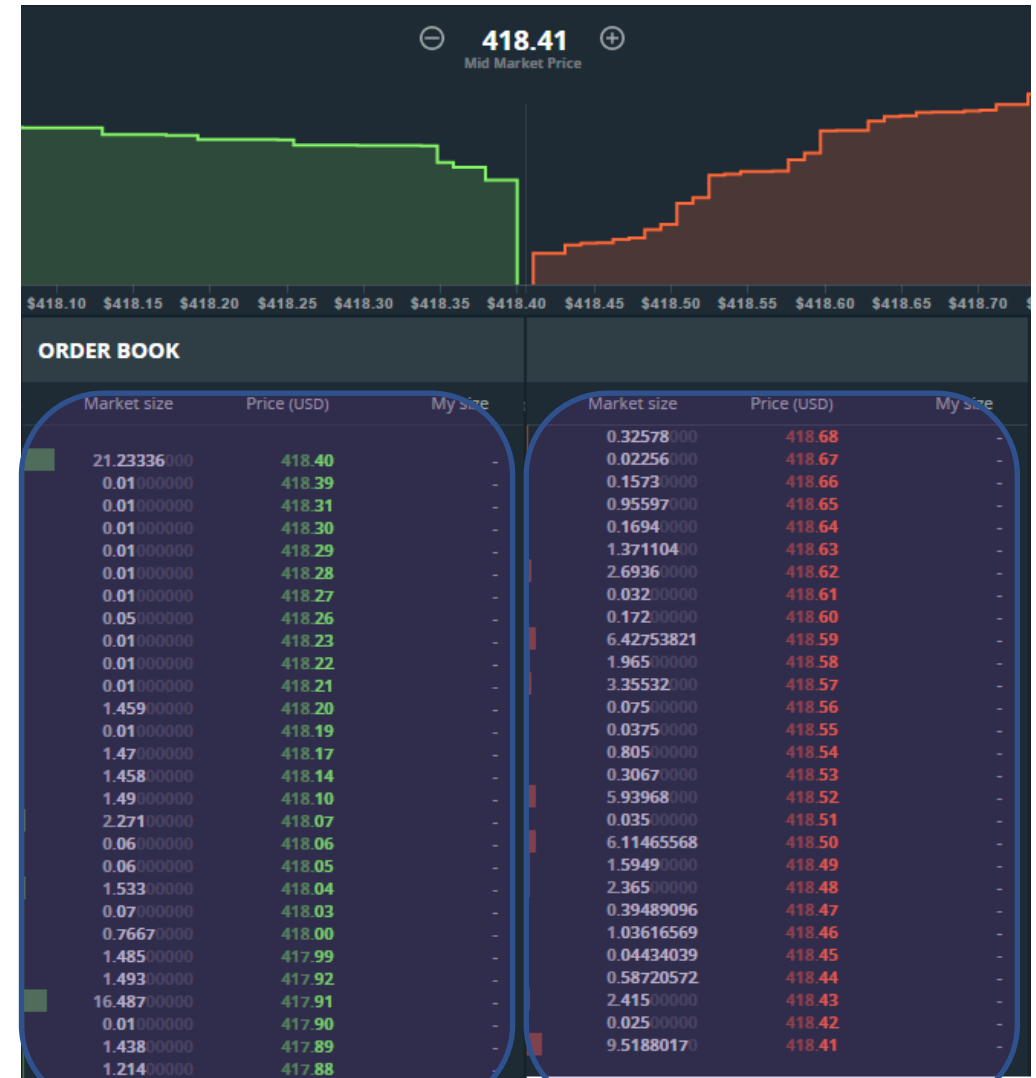 418.41
Mid Market Price
$418.10 $418.15 $418.20 $418.25 $418.30 $418.35 $418.40 $418.45 $418.50 $418.55 $418.60 $418.65 $418.70
ORDER BOOK
Market size Price (USD) My size
21.23336000 418.40 -
0.01000000 418.39 -
0.01000000 418.31 -
0.01000000 418.30 -
0.01000000 418.29 -
0.01000000 418.28 -
0.01000000 418.27 -
0.05000000 418.26 -
0.01000000 418.23 -
0.01000000 418.22 -
0.01000000 418.21 -
1.45900000 418.20 -
0.01000000 418.19 -
1.47000000 418.17 -
1.45800000 418.14 -
1.49000000 418.10 -
2.27100000 418.07 -
0.06000000 418.06 -
0.06000000 418.05 -
1.53300000 418.04 -
0.07000000 418.03 -
0.76670000 418.00 -
1.48500000 417.99 -
1.49300000 417.92 -
16.48700000 417.91 -
0.01000000 417.90 -
1.43800000 417.89 -
1.21400000 417.88 -
Market size Price (USD) My size
0.32578000 418.68 -
0.02256000 418.67 -
0.15730000 418.66 -
0.95597000 418.65 -
0.16940000 418.64 -
1.37110400 418.63 -
2.69360000 418.62 -
0.03200000 418.61 -
0.17200000 418.60 -
6.42753821 418.59 -
1.96500000 418.58 -
3.35532000 418.57 -
0.07500000 418.56 -
0.03750000 418.55 -
0.80500000 418.54 -
0.30670000 418.53 -
5.93968000 418.52 -
0.03500000 418.51 -
6.11465568 418.50 -
1.59490000 418.49 -
2.36500000 418.48 -
0.39489096 418.47 -
1.03616569 418.46 -
0.04434039 418.45 -
0.58720572 418.44 -
2.41500000 418.43 -
0.02500000 418.42 -
9.51880170 418.41 -